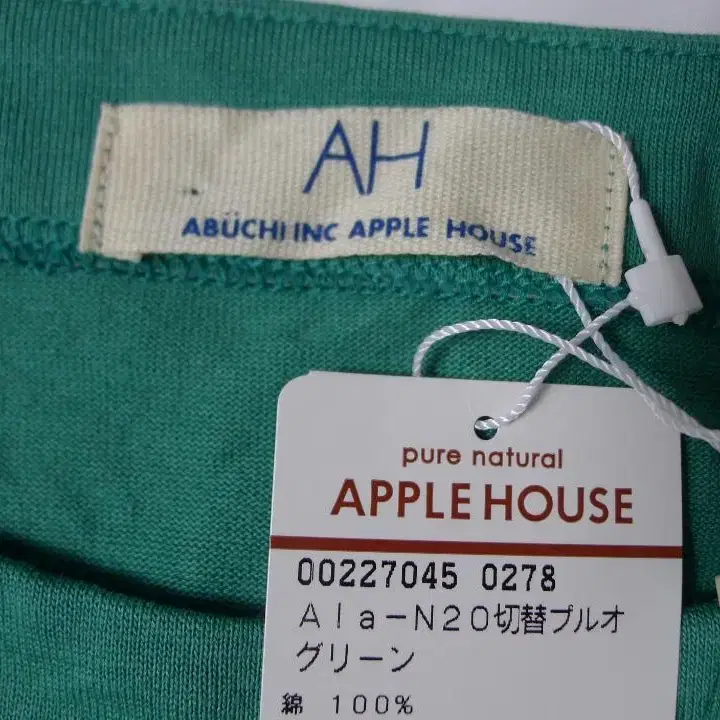 AH
ABÜCHI INC APPLE HOUSE
pure natural
APPLE HOUSE
00227045 0278
Ala-N20切替プルオ
グリーン
綿 100%